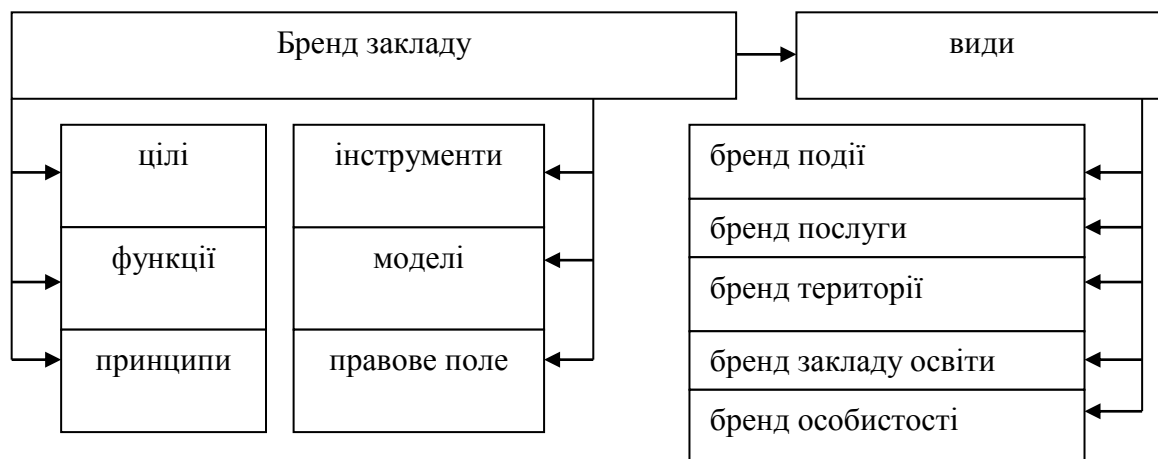 Бренд закладу
види
цілі
функції
принципи
інструменти
моделі
правове поле
бренд події
бренд послуги
бренд території
бренд закладу освіти
бренд особистості